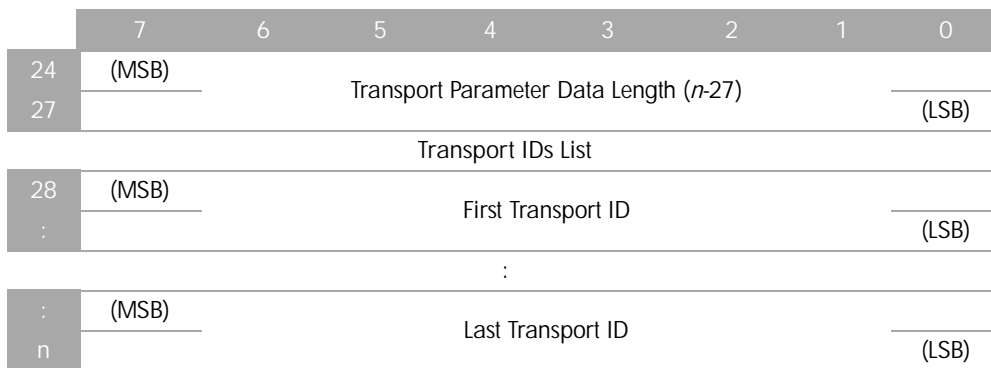 7 6 5 4 3 2 1 0
24 (MSB)
Transport Parameter Data Length (n-27)
27 (LSB)
Transport IDs List
28 (MSB)
First Transport ID
: (LSB)
:
: (MSB)
Last Transport ID
n (LSB)